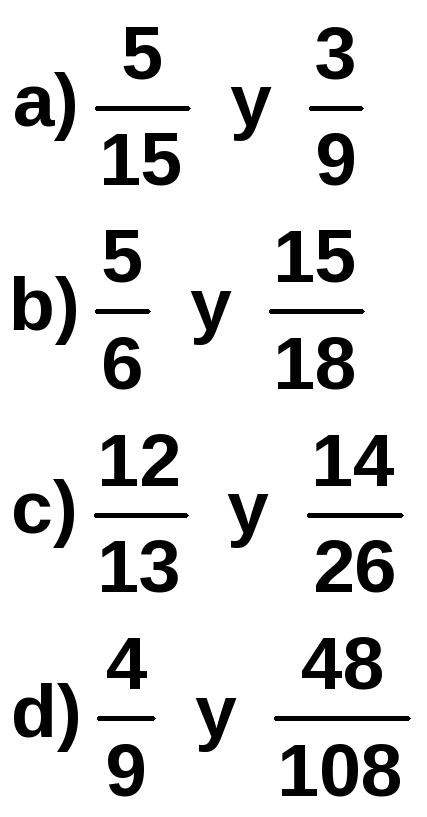 a) 5/15 y 3/9
b) 5/6 y 15/18
c) 12/13 y 14/26
d) 4/9 y 48/108